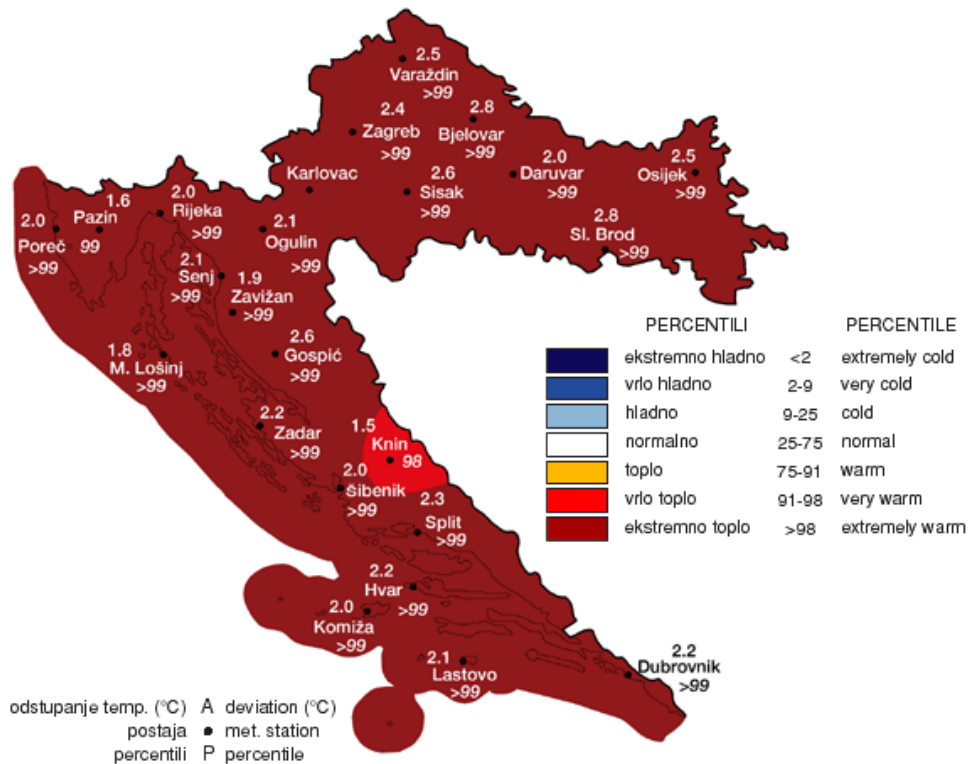 2.5
Varaždin
>99
2.4
Zagreb
>99
2.8
Bjelovar
>99
Karlovac
2.6
Sisak
>99
2.0
Daruvar
>99
2.5
Osijek
>99
2.8
Sl. Brod
>99
2.0
Poreč
>99
1.6
Pazin
99
2.0
Rijeka
>99
2.1
Ogulin
>99
2.1
Senj
>99
1.9
Zavižan
>99
2.6
Gospić
>99
1.8
M. Lošinj
>99
2.2
Zadar
>99
1.5
Knin
98
2.0
Šibenik
>99
2.3
Split
>99
2.2
Hvar
>99
2.0
Komiža
>99
2.1
Lastovo
>99
2.2
Dubrovnik
>99
PERCENTILI PERCENTILE
ekstremno hladno <2 extremely cold
vrlo hladno 2-9 very cold
hladno 9-25 cold
normalno 25-75 normal
toplo 75-91 warm
vrlo toplo 91-98 very warm
ekstremno toplo >98 extremely warm
odstupanje temp. (°C) A deviation (°C)
postaja met. station
percentili P percentile